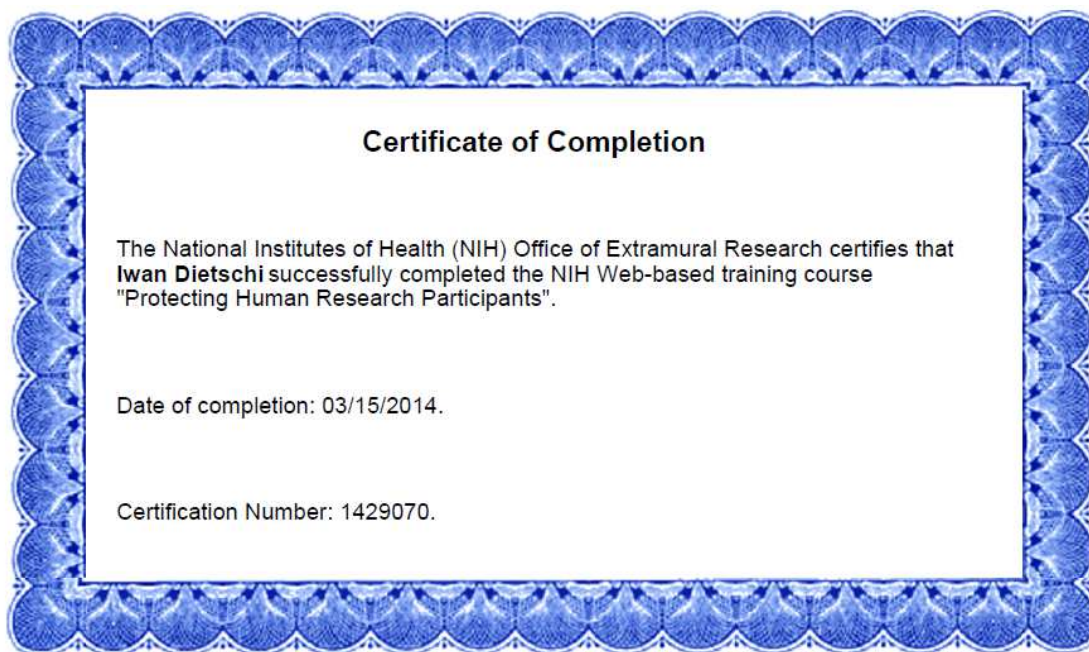 Certificate of Completion
The National Institutes of Health (NIH) Office of Extramural Research certifies that
Iwan Dietschi successfully completed the NIH Web-based training course
"Protecting Human Research Participants".
Date of completion: 03/15/2014.
Certification Number: 1429070.